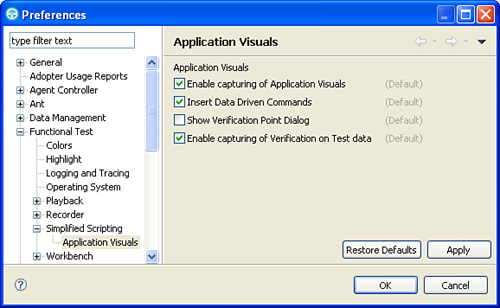 Preferences
type filter text
General
Adopter Usage Reports
Agent Controller
Ant
Data Management
Functional Test
Colors
Highlight
Logging and Tracing
Operating System
Playback
Recorder
Simplified Scripting
Application Visuals
Workbench
Application Visuals
Application Visuals
Enable capturing of Application Visuals (Default)
Insert Data Driven Commands (Default)
Show Verification Point Dialog (Default)
Enable capturing of Verification on Test data (Default)
Restore Defaults Apply
OK Cancel